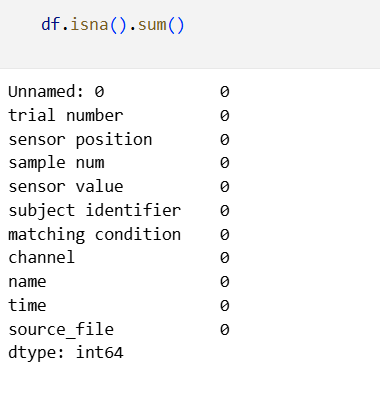 df.isna().sum()
Unnamed: 0 0
trial number 0
sensor position 0
sample num 0
sensor value 0
subject identifier 0
matching condition 0
channel 0
name 0
time 0
source_file 0
dtype: int64